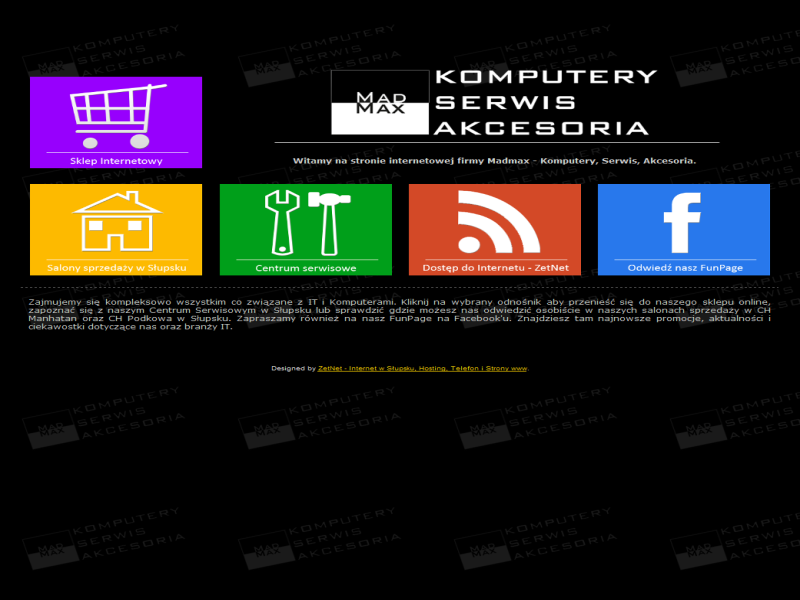 MAD
MAX
KOMPUTERY
SERWIS
AKCESORIA
Sklep Internetowy
Witamy na stronie internetowej firmy Madmax - Komputery, Serwis, Akcesoria.
Salony sprzedaży w Słupsku
Centrum serwisowe
Dostęp do Internetu - ZetNet
Odwiedź nasz FunPage
Zajmujemy się kompleksowo wszystkim co związane z IT i Komputerami. Kliknij na wybrany odnośnik aby przenieść się do naszego sklepu online,
zapoznać się z naszym Centrum Serwisowym w Słupsku lub sprawdzić gdzie możesz nas odwiedzić osobiście w naszych salonach sprzedaży w CH
Manhatan oraz CH Podkowa w Słupsku. Zapraszamy również na nasz FunPage na Facebook'u. Znajdziesz tam najnowsze promocje, aktualności i
ciekawostki dotyczące nas oraz branży IT.
Designed by ZetNet - Internet w Słupsku, Hosting, Telefon i Strony www.